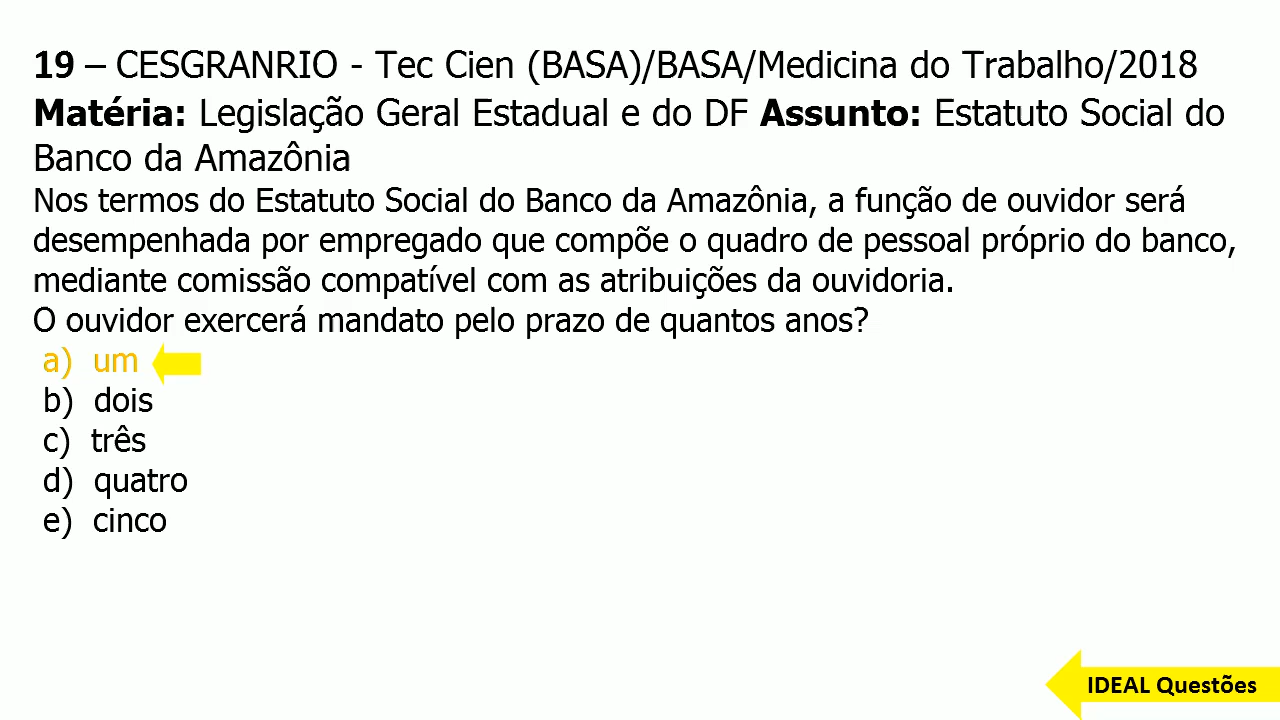 19 – CESGRANRIO - Tec Cien (BASA)/BASA/Medicina do Trabalho/2018
Matéria: Legislação Geral Estadual e do DF Assunto: Estatuto Social do
Banco da Amazônia
Nos termos do Estatuto Social do Banco da Amazônia, a função de ouvidor será
desempenhada por empregado que compõe o quadro de pessoal próprio do banco,
mediante comissão compatível com as atribuições da ouvidoria.
O ouvidor exercerá mandato pelo prazo de quantos anos?
a) um
b) dois
c) três
d) quatro
e) cinco
IDEAL Questões